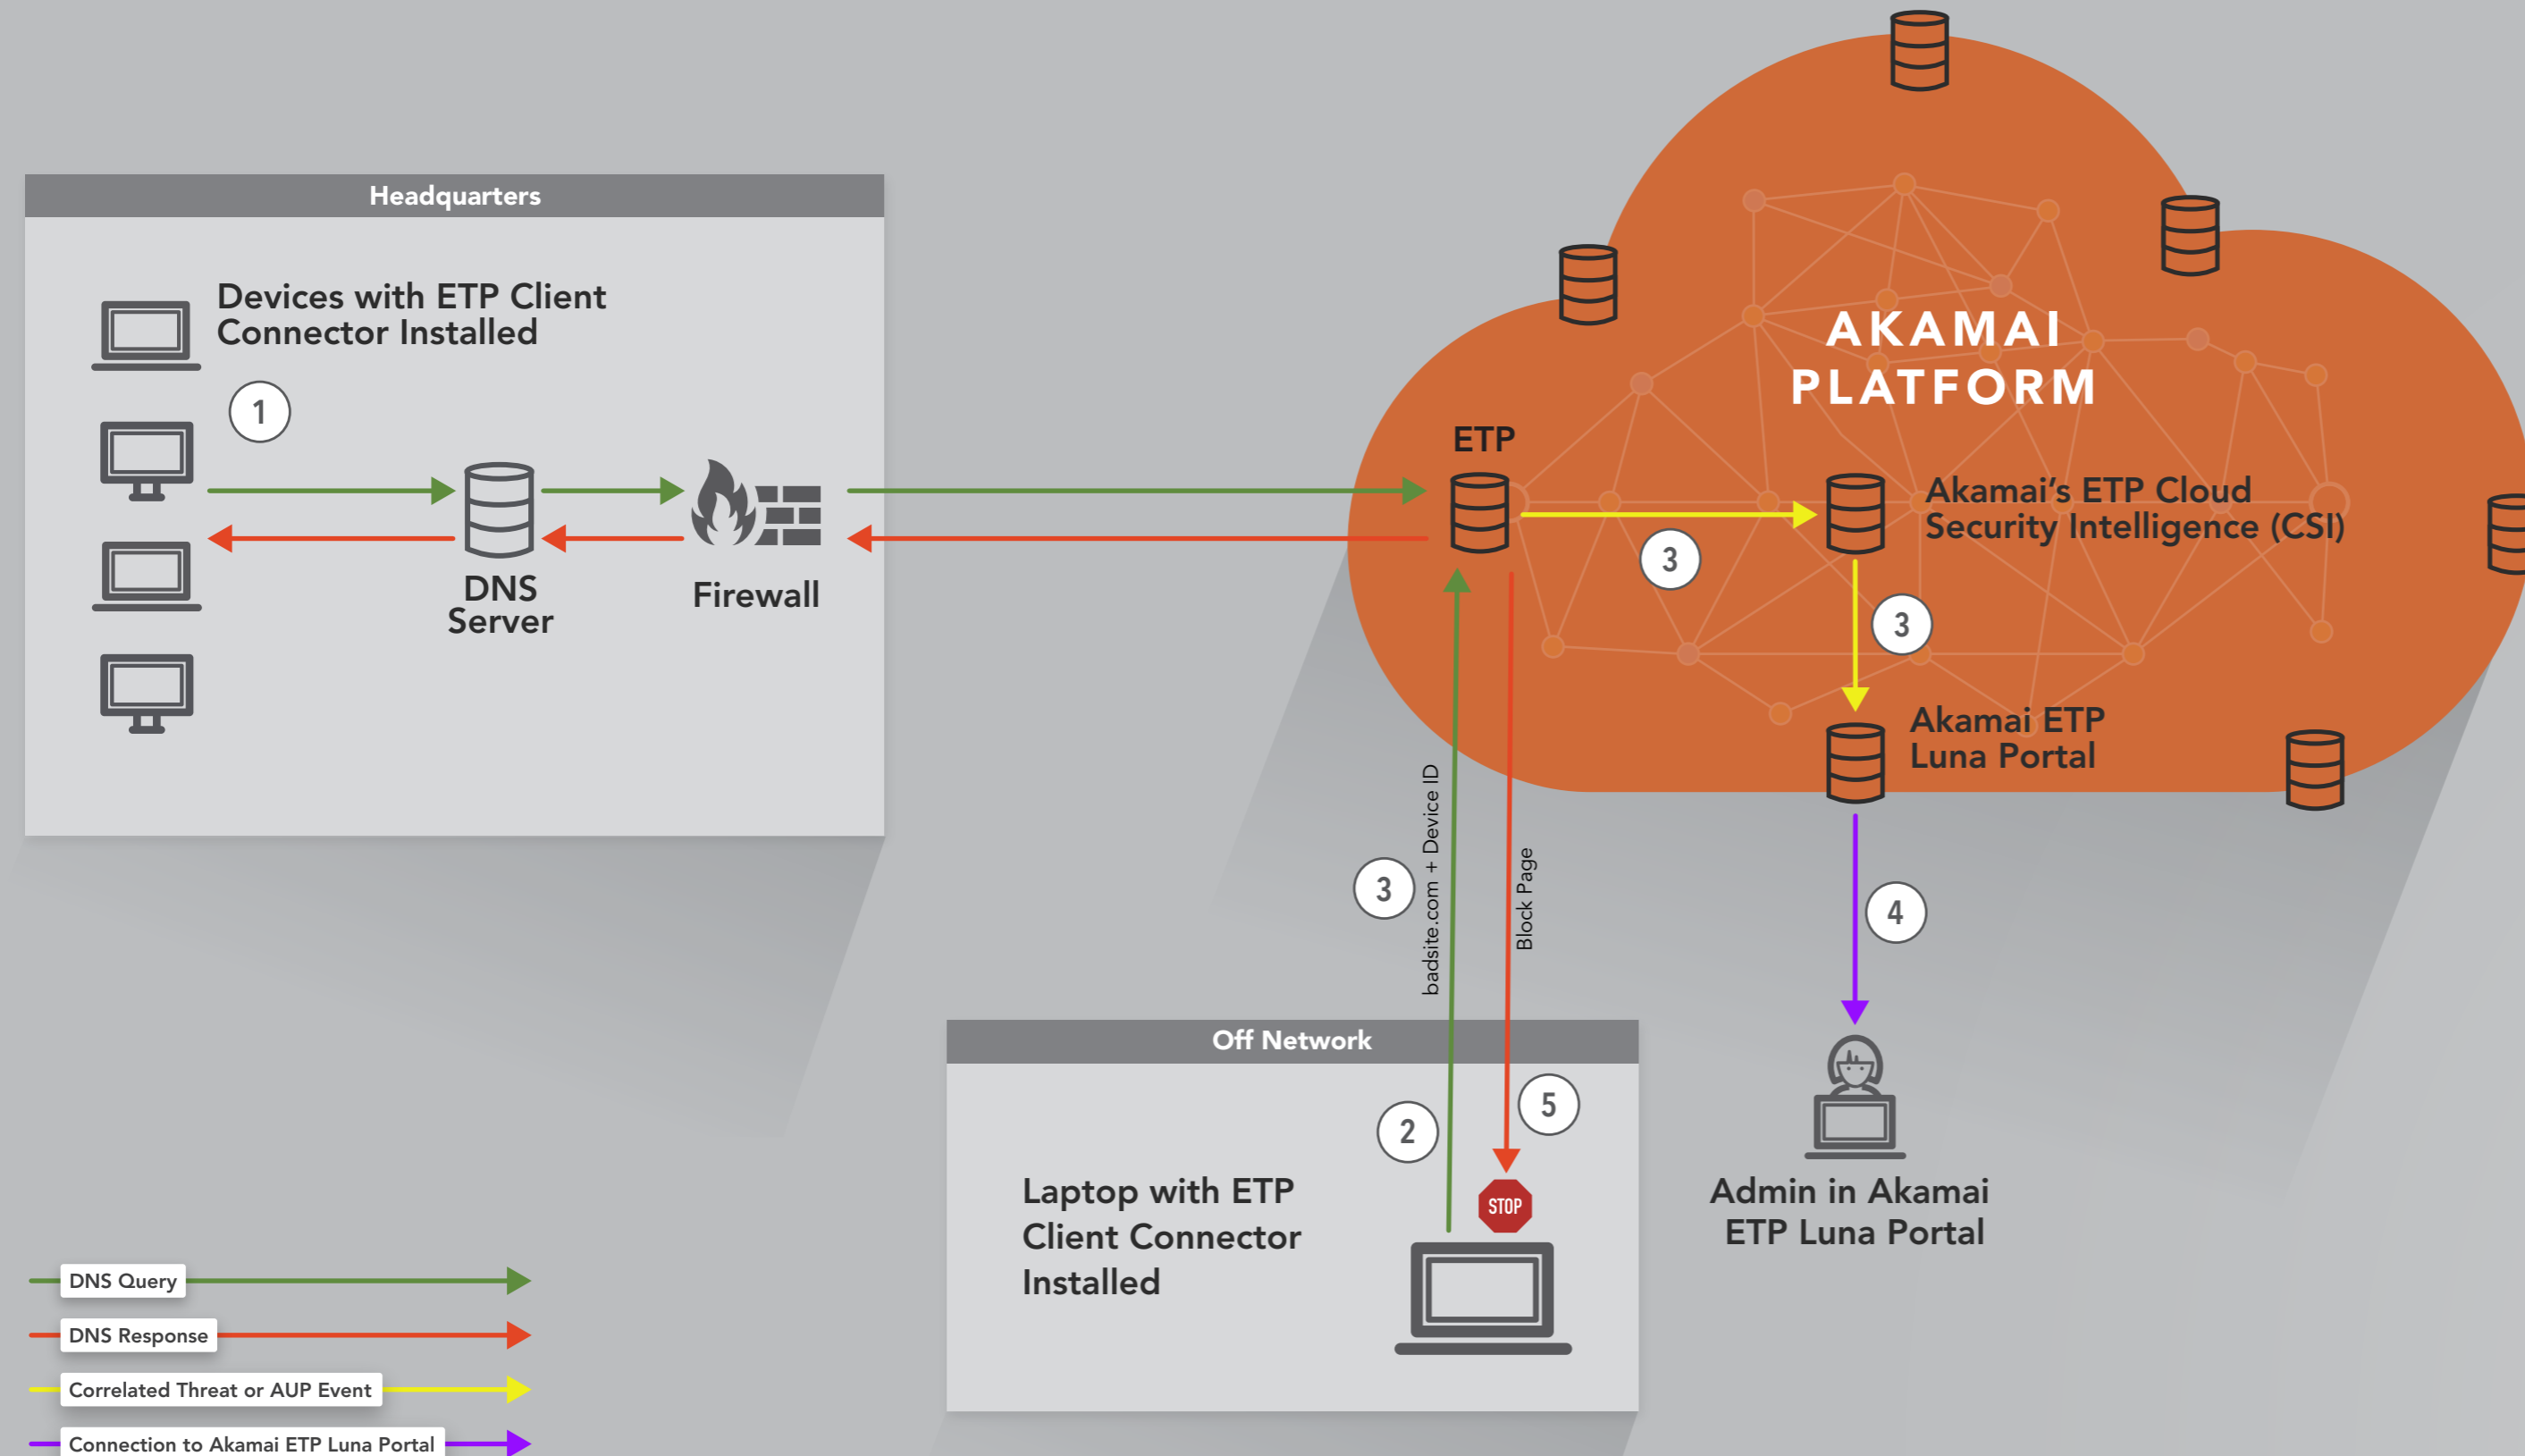 Headquarters
Devices with ETP Client
Connector Installed
1
DNS
Server
Firewall
AKAMAI
PLATFORM
ETP
Akamai’s ETP Cloud
Security Intelligence (CSI)
3
3
Akamai ETP
Luna Portal
3
badsite.com + Device ID
Block Page
4
Off Network
2
5
STOP
Laptop with ETP
Client Connector
Installed
Admin in Akamai
ETP Luna Portal
DNS Query
DNS Response
Correlated Threat or AUP Event
Connection to Akamai ETP Luna Portal